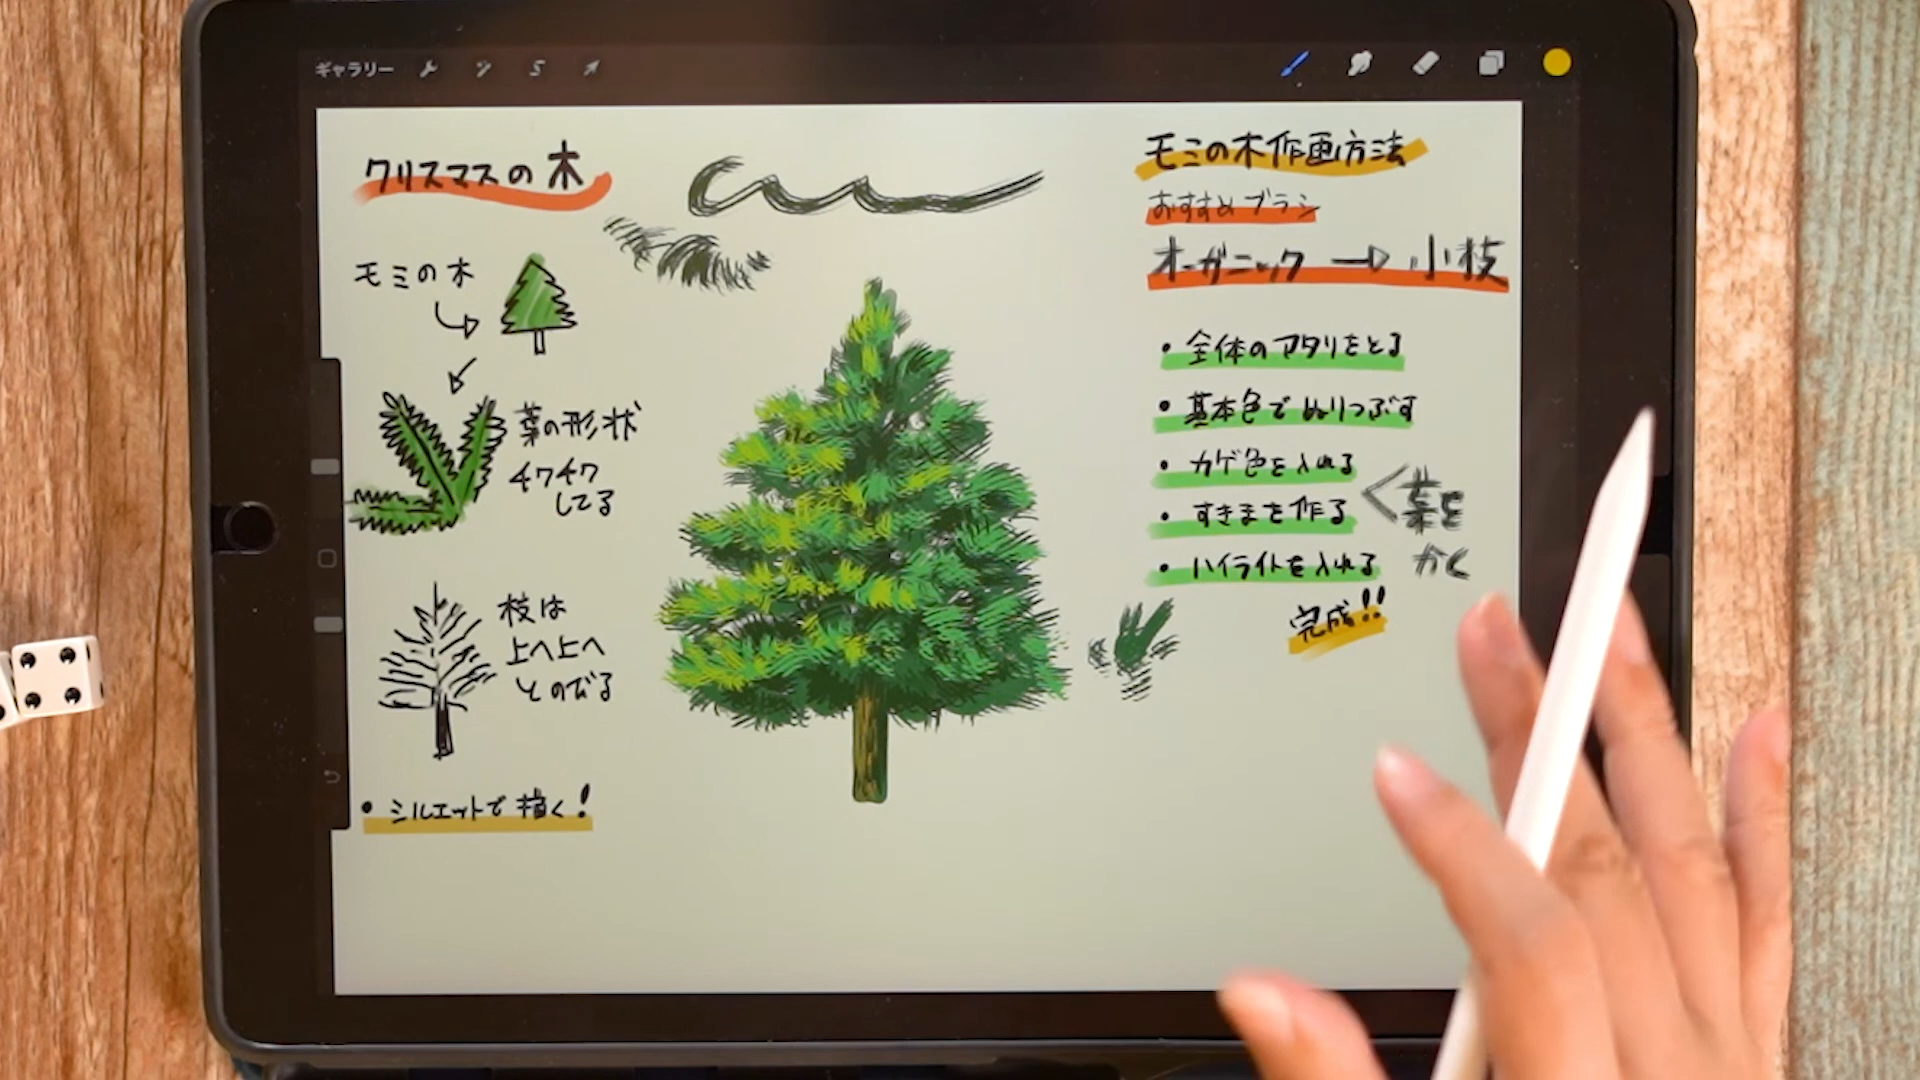 ギャラリー
クリスマスの木
モミの木
葉の形状
チクチク
してる
枝は
上へ上へ
とのびる
・シルエットで描く!
モミの木作画方法
おすすめブラシ
オーガニック→小枝
・全体のアタリをとる
・基本色でぬりつぶす
・カゲ色を入れる
・すきまを作る
<葉を
かく
・ハイライトを入れる
完成!!